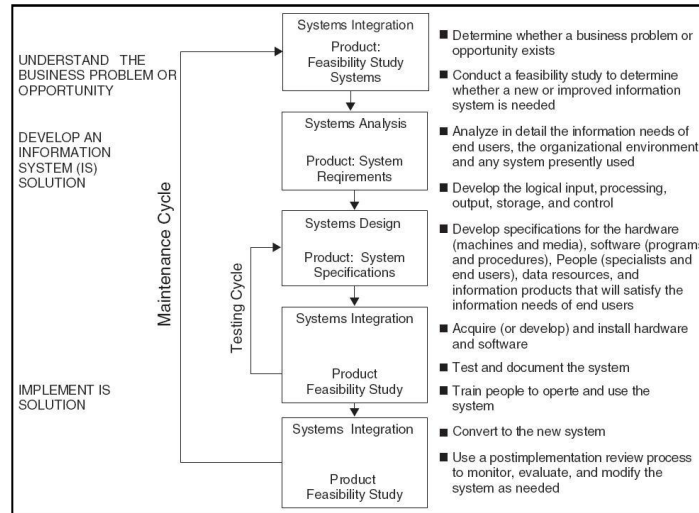 UNDERSTAND THE
BUSINESS PROBLEM OR
OPPORTUNITY
DEVELOP AN
INFORMATION
SYSTEM (IS)
SOLUTION
IMPLEMENT IS
SOLUTION
Maintenance Cycle
Testing Cycle
Systems Integration
Product:
Feasibility Study
Systems
Systems Analysis
Product: System
Reqirements
Systems Design
Product: System
Specifications
Systems Integration
Product
Feasibility Study
Systems Integration
Product
Feasibility Study
■ Determine whether a business problem or
opportunity exists
■ Conduct a feasibility study to determine
whether a new or improved information
system is needed
■ Analyze in detail the information needs of
end users, the organizational environment
and any system presently used
■ Develop the logical input, processing,
output, storage, and control
■ Develop specifications for the hardware
(machines and media), software (programs
and procedures), People (specialists and
end users), data resources, and
information products that will satisfy the
information needs of end users
■ Acquire (or develop) and install hardware
and software
■ Test and document the system
■ Train people to operte and use the
system
■ Convert to the new system
■ Use a postimplementation review process
to monitor, evaluate, and modify the
system as needed